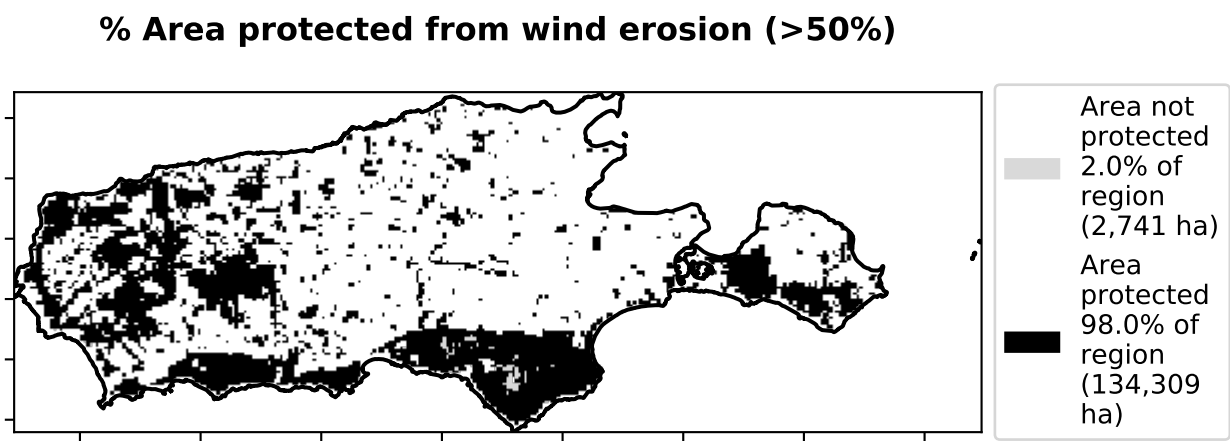 % Area protected from wind erosion (>50%)
Area not
protected
2.0% of
region
(2,741 ha)
Area
protected
98.0% of
region
(134,309
ha)